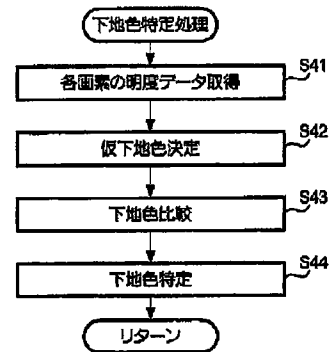 下地色特定処理
S41
各画素の明度データ取得
S42
仮下地色決定
S43
下地色比較
S44
下地色特定
リターン